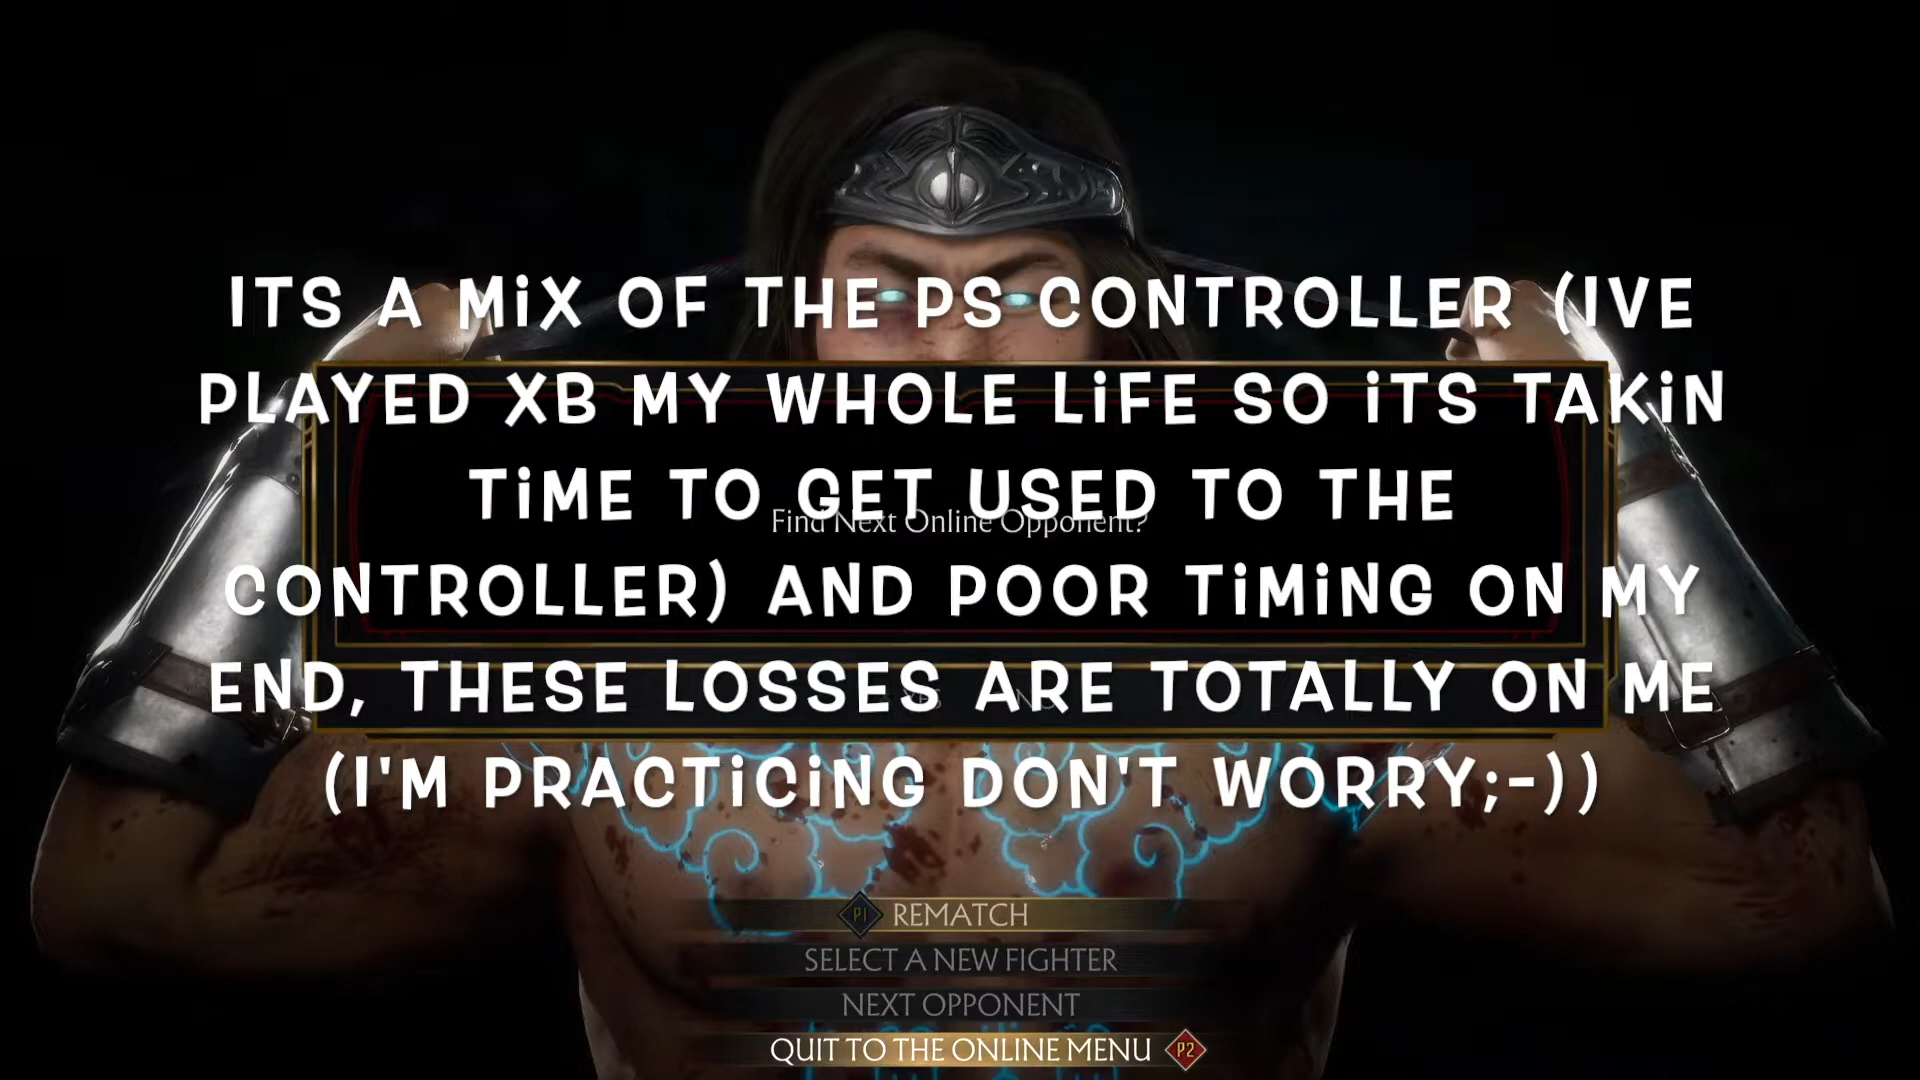 ITS A MIX OF THE PS CONTROLLER (IVE
PLAYED XB MY WHOLE LIFE SO ITS TAKIN
TIME TO GET USED TO THE
Find Next Online Opponent?
CONTROLLER) AND POOR TIMING ON MY
END, THESE LOSSES ARE TOTALLY ON ME
YES NO
(I'M PRACTICING DON'T WORRY;-))
P1 REMATCH
SELECT A NEW FIGHTER
NEXT OPPONENT
QUIT TO THE ONLINE MENU P2